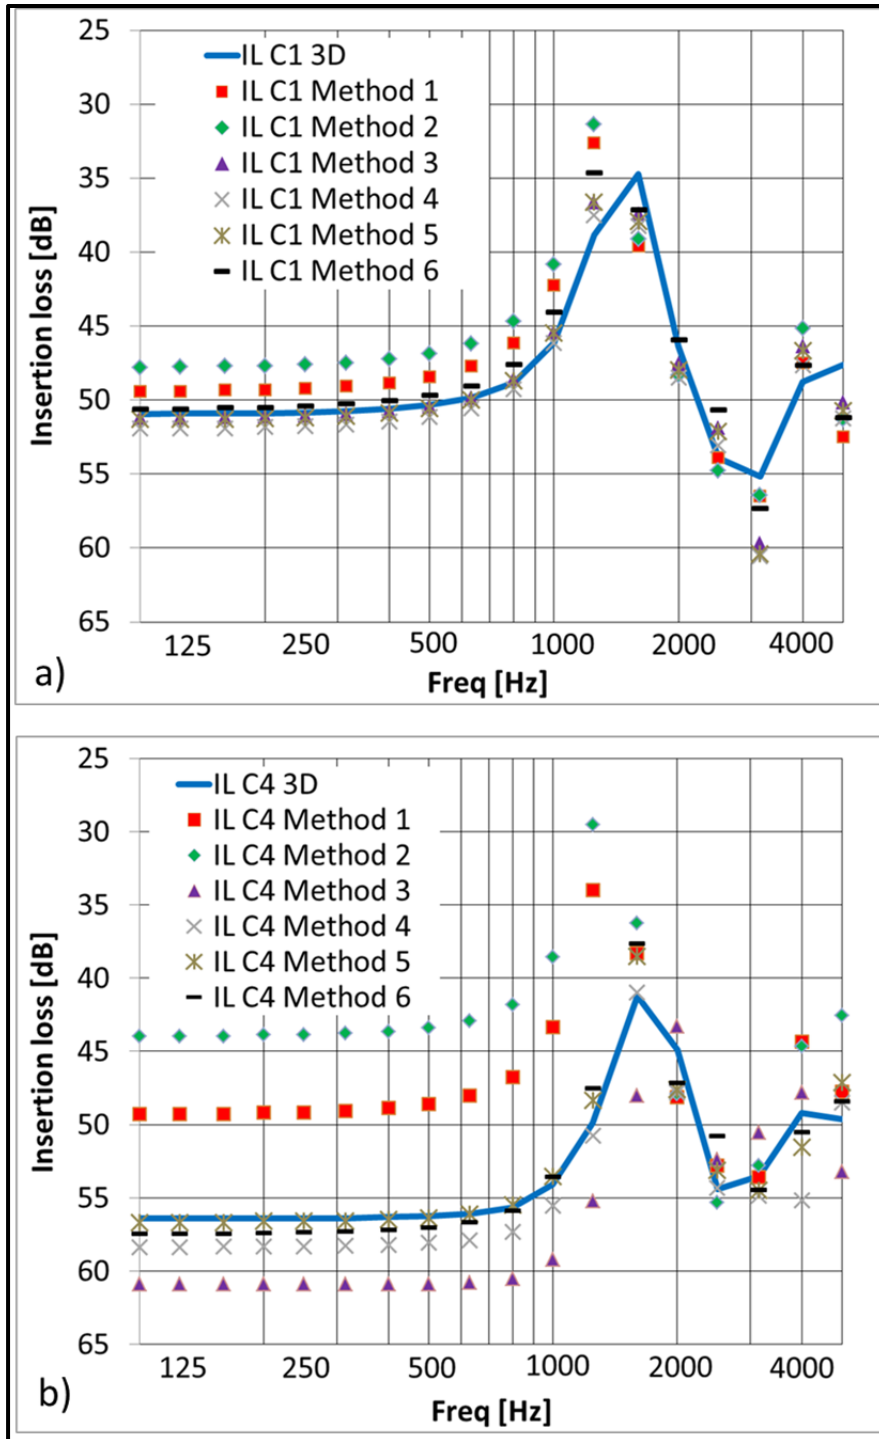 25
30
35
40
45
50
55
60
65
Insertion loss [dB]
IL C1 3D
IL C1 Method 1
IL C1 Method 2
IL C1 Method 3
IL C1 Method 4
IL C1 Method 5
IL C1 Method 6
125 250 500 1000 2000 4000
Freq [Hz]
a)
25
30
35
40
45
50
55
60
65
Insertion loss [dB]
IL C4 3D
IL C4 Method 1
IL C4 Method 2
IL C4 Method 3
IL C4 Method 4
IL C4 Method 5
IL C4 Method 6
125 250 500 1000 2000 4000
Freq [Hz]
b)